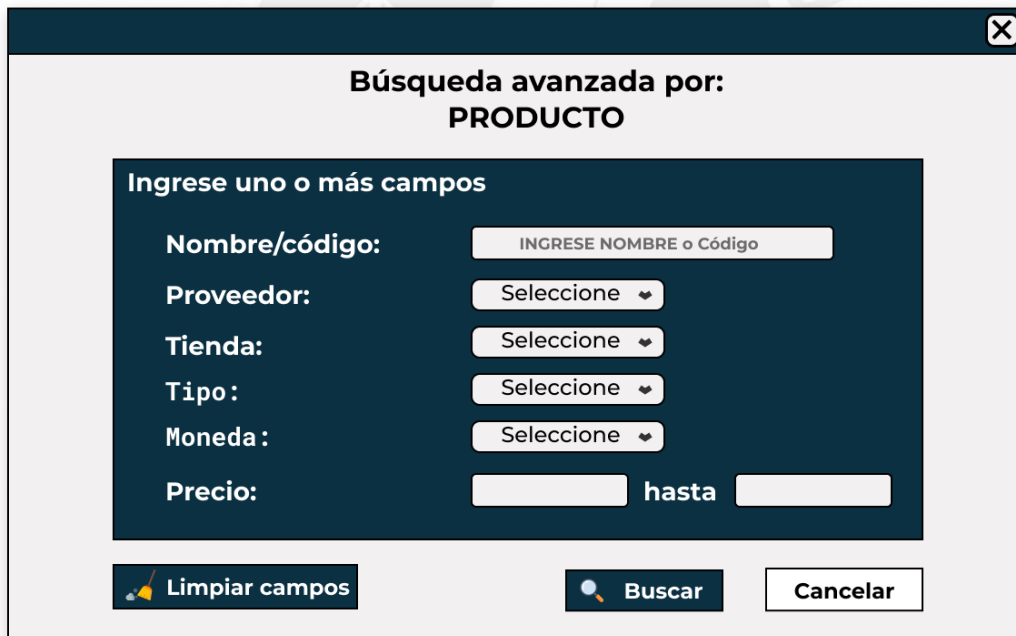 Búsqueda avanzada por:
PRODUCTO
Ingrese uno o más campos
Nombre/código: INGRESE NOMBRE o Código
Proveedor: Seleccione
Tienda: Seleccione
Tipo: Seleccione
Moneda: Seleccione
Precio: hasta
Limpiar campos Buscar Cancelar